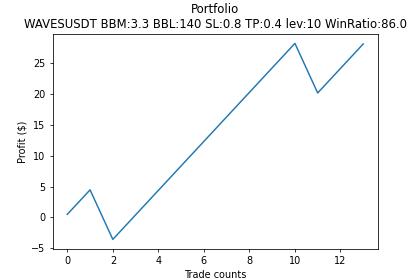 Portfolio
WAVESUSDT BBM:3.3 BBL:140 SL:0.8 TP:0.4 lev:10 WinRatio:86.0
25
20
15
10
5
0
−5
Profit ($)
0 2 4 6 8 10 12
Trade counts